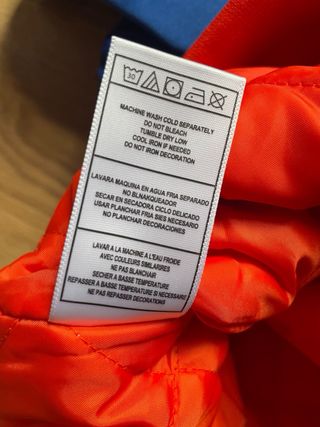 30
MACHINE WASH COLD SEPARATELY
DO NOT BLEACH
TUMBLE DRY LOW
COOL IRON IF NEEDED
DO NOT IRON DECORATION
LAVARA MAQUINA EN AGUA FRIA SEPARADO
NO BLNAKQUEADOR
SECAR EN SECADORA CICLO DELICADO
USAR PLANCHAR FRIA SIES NECESARIO
NO PLANCHAR DECORACIONES
LAVAR A LA MACHINE A L'EAU FROIDE
AVEC COULEURS SIMILAIRES
NE PAS BLANCHAIR
SECHER A BASSE TEMPERATURE
REPASSER A BASSE TEMPERATURE SI NECESSAIRE
NE PAS REPASSER DECORATIONS